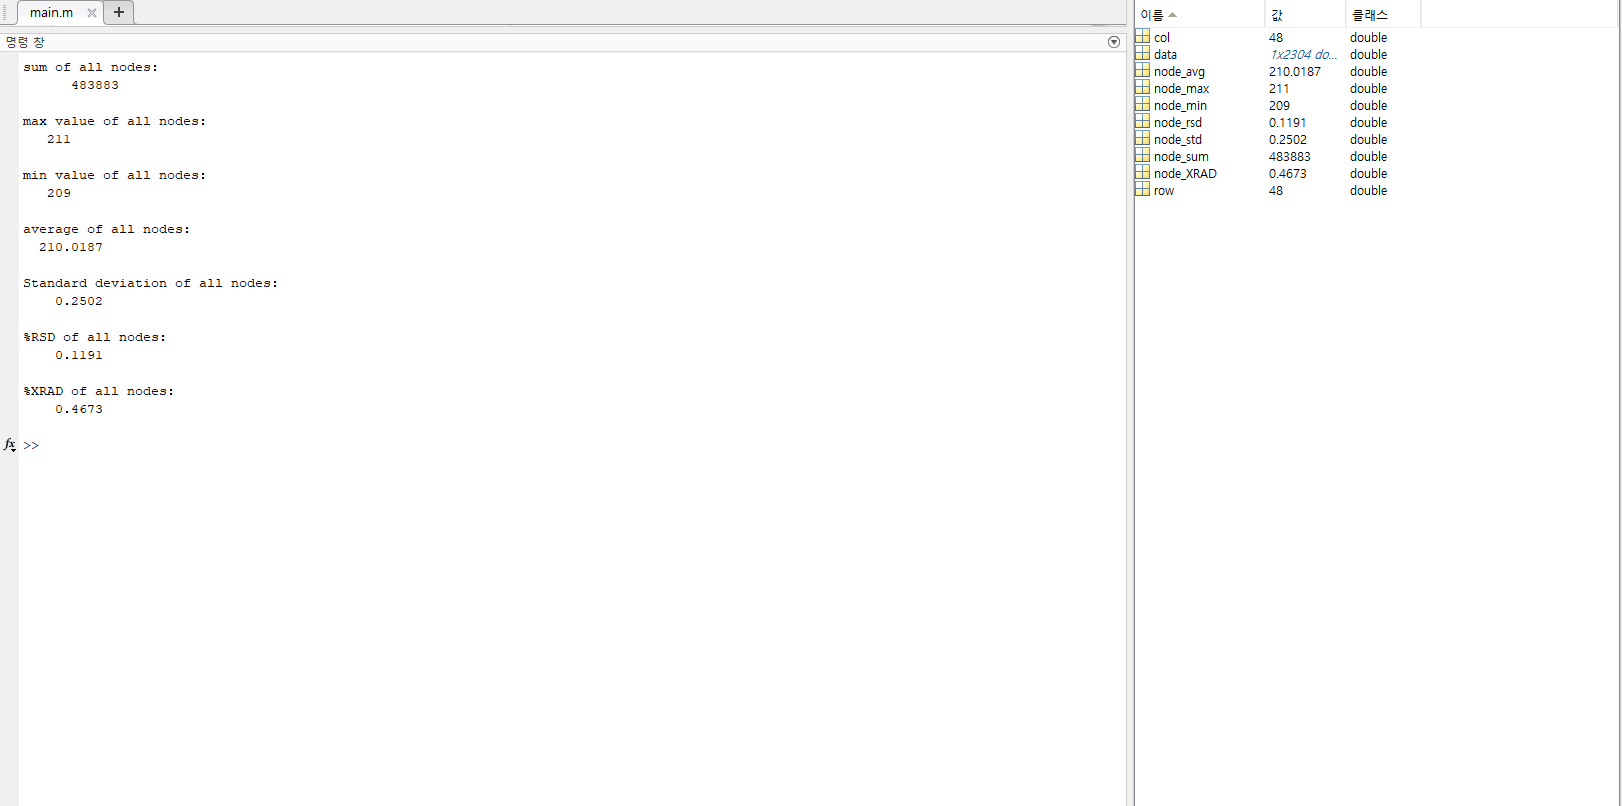 main.m
명령 창
sum of all nodes:
483883
max value of all nodes:
211
min value of all nodes:
209
average of all nodes:
210.0187
Standard deviation of all nodes:
0.2502
%RSD of all nodes:
0.1191
%XRAD of all nodes:
0.4673
fx >>
이름 값 클래스
col 48 double
data 1x2304 do... double
node_avg 210.0187 double
node_max 211 double
node_min 209 double
node_rsd 0.1191 double
node_std 0.2502 double
node_sum 483883 double
node_XRAD 0.4673 double
row 48 double